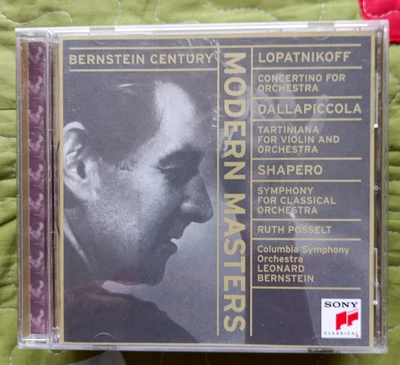 BERNSTEIN CENTURY
MODERN MASTERS
LOPATNIKOFF
CONCERTINO FOR
ORCHESTRA
DALLAPICCOLA
TARTINIANA
FOR VIOLIN AND
ORCHESTRA
SHAPERO
SYMPHONY
FOR CLASSICAL
ORCHESTRA
RUTH POSSELT
Columbia Symphony
Orchestra
LEONARD
BERNSTEIN
SONY
CLASSICAL